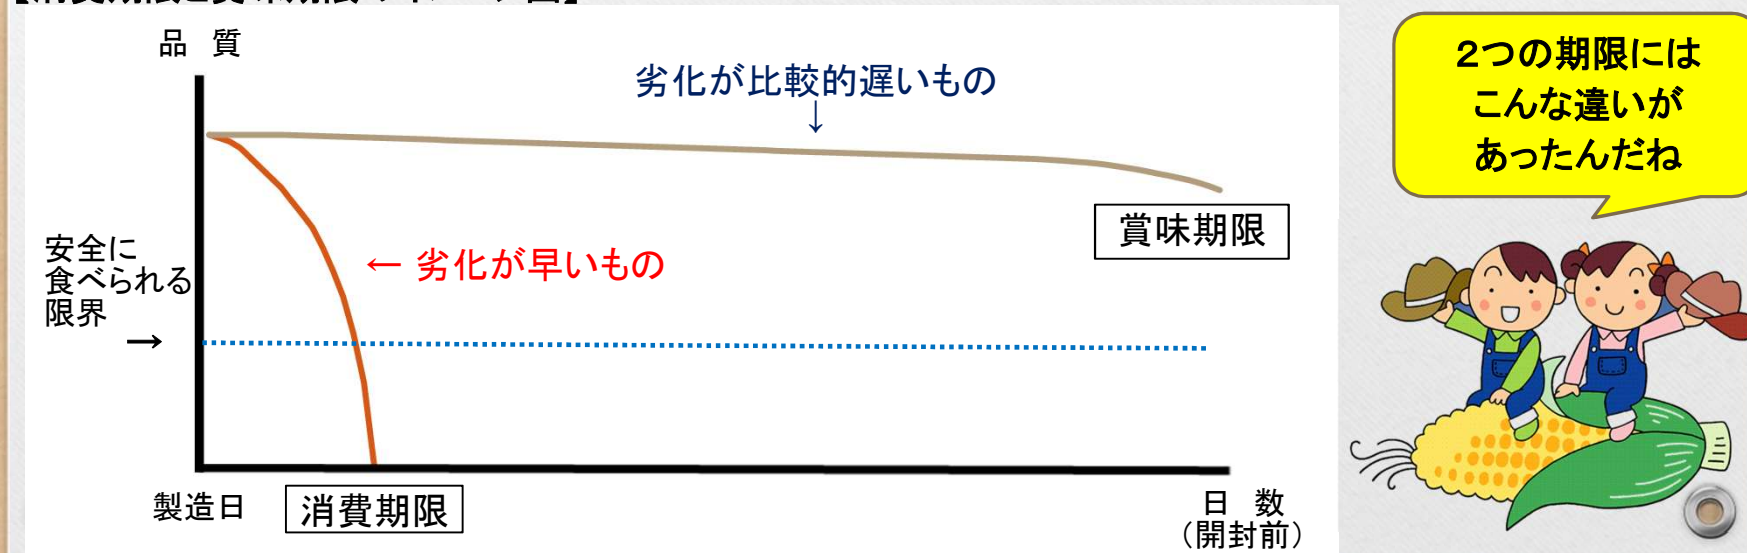 品 質
劣化が比較的遅いもの
↓
2つの期限には
こんな違いが
あったんだね
賞味期限
安全に
食べられる
限界
→
← 劣化が早いもの
製造日
消費期限
日 数
（開封前）